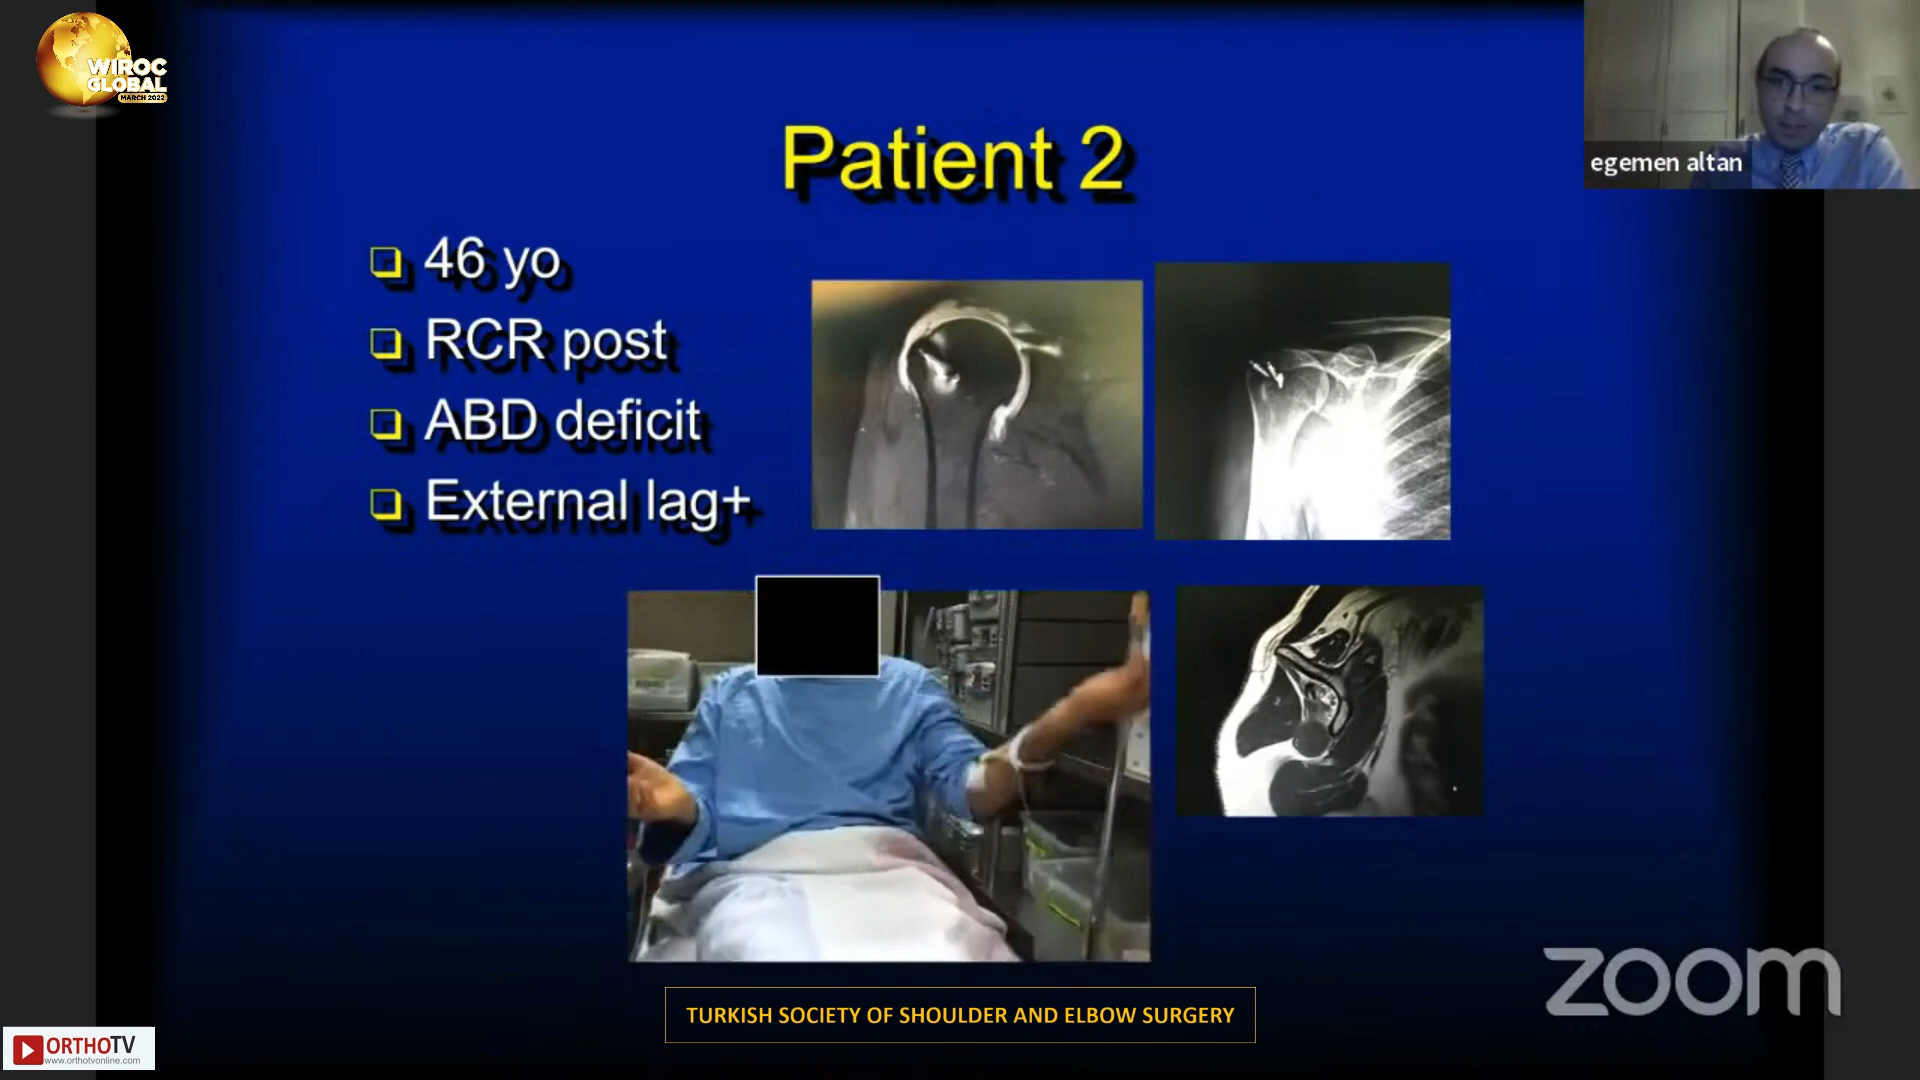 WIROC
GLOBAL
MARCH 2022
egemen altan
Patient 2
46 yo
RCR post
ABD deficit
External lag+
TURKISH SOCIETY OF SHOULDER AND ELBOW SURGERY
zoom
ORTHOTV
www.orthotvonline.com